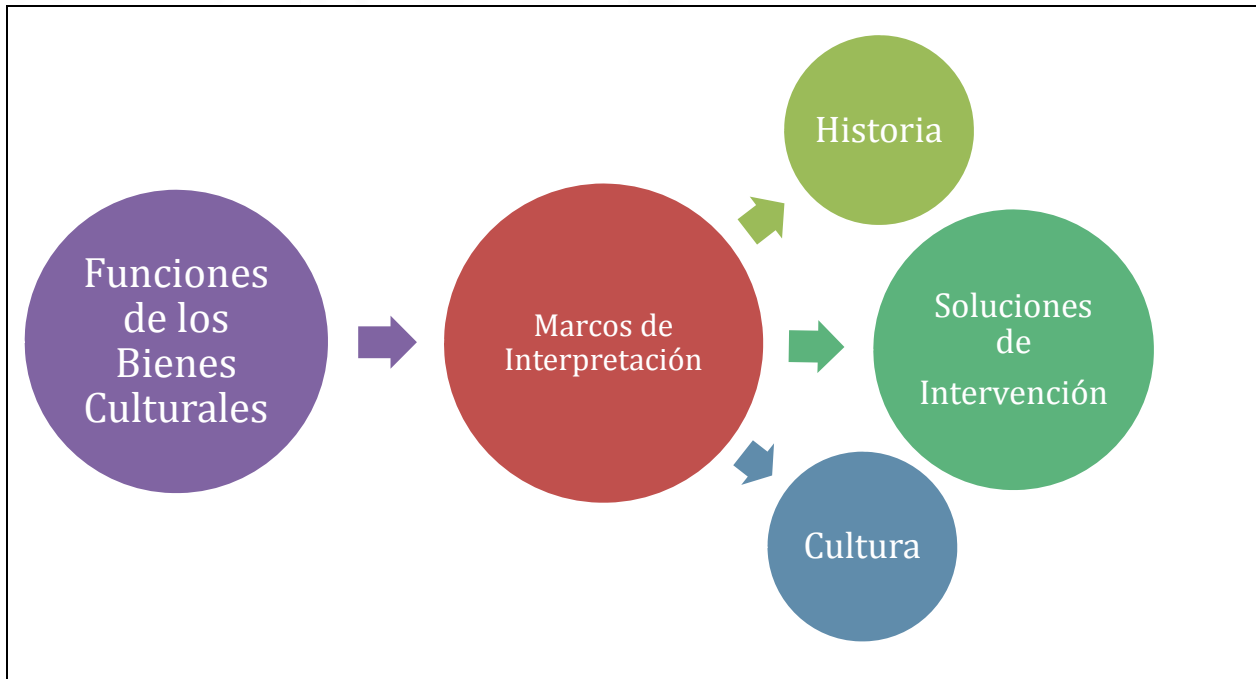 Funciones
de los
Bienes
Culturales
Marcos de
Interpretación
Historia
Soluciones
de
Intervención
Cultura